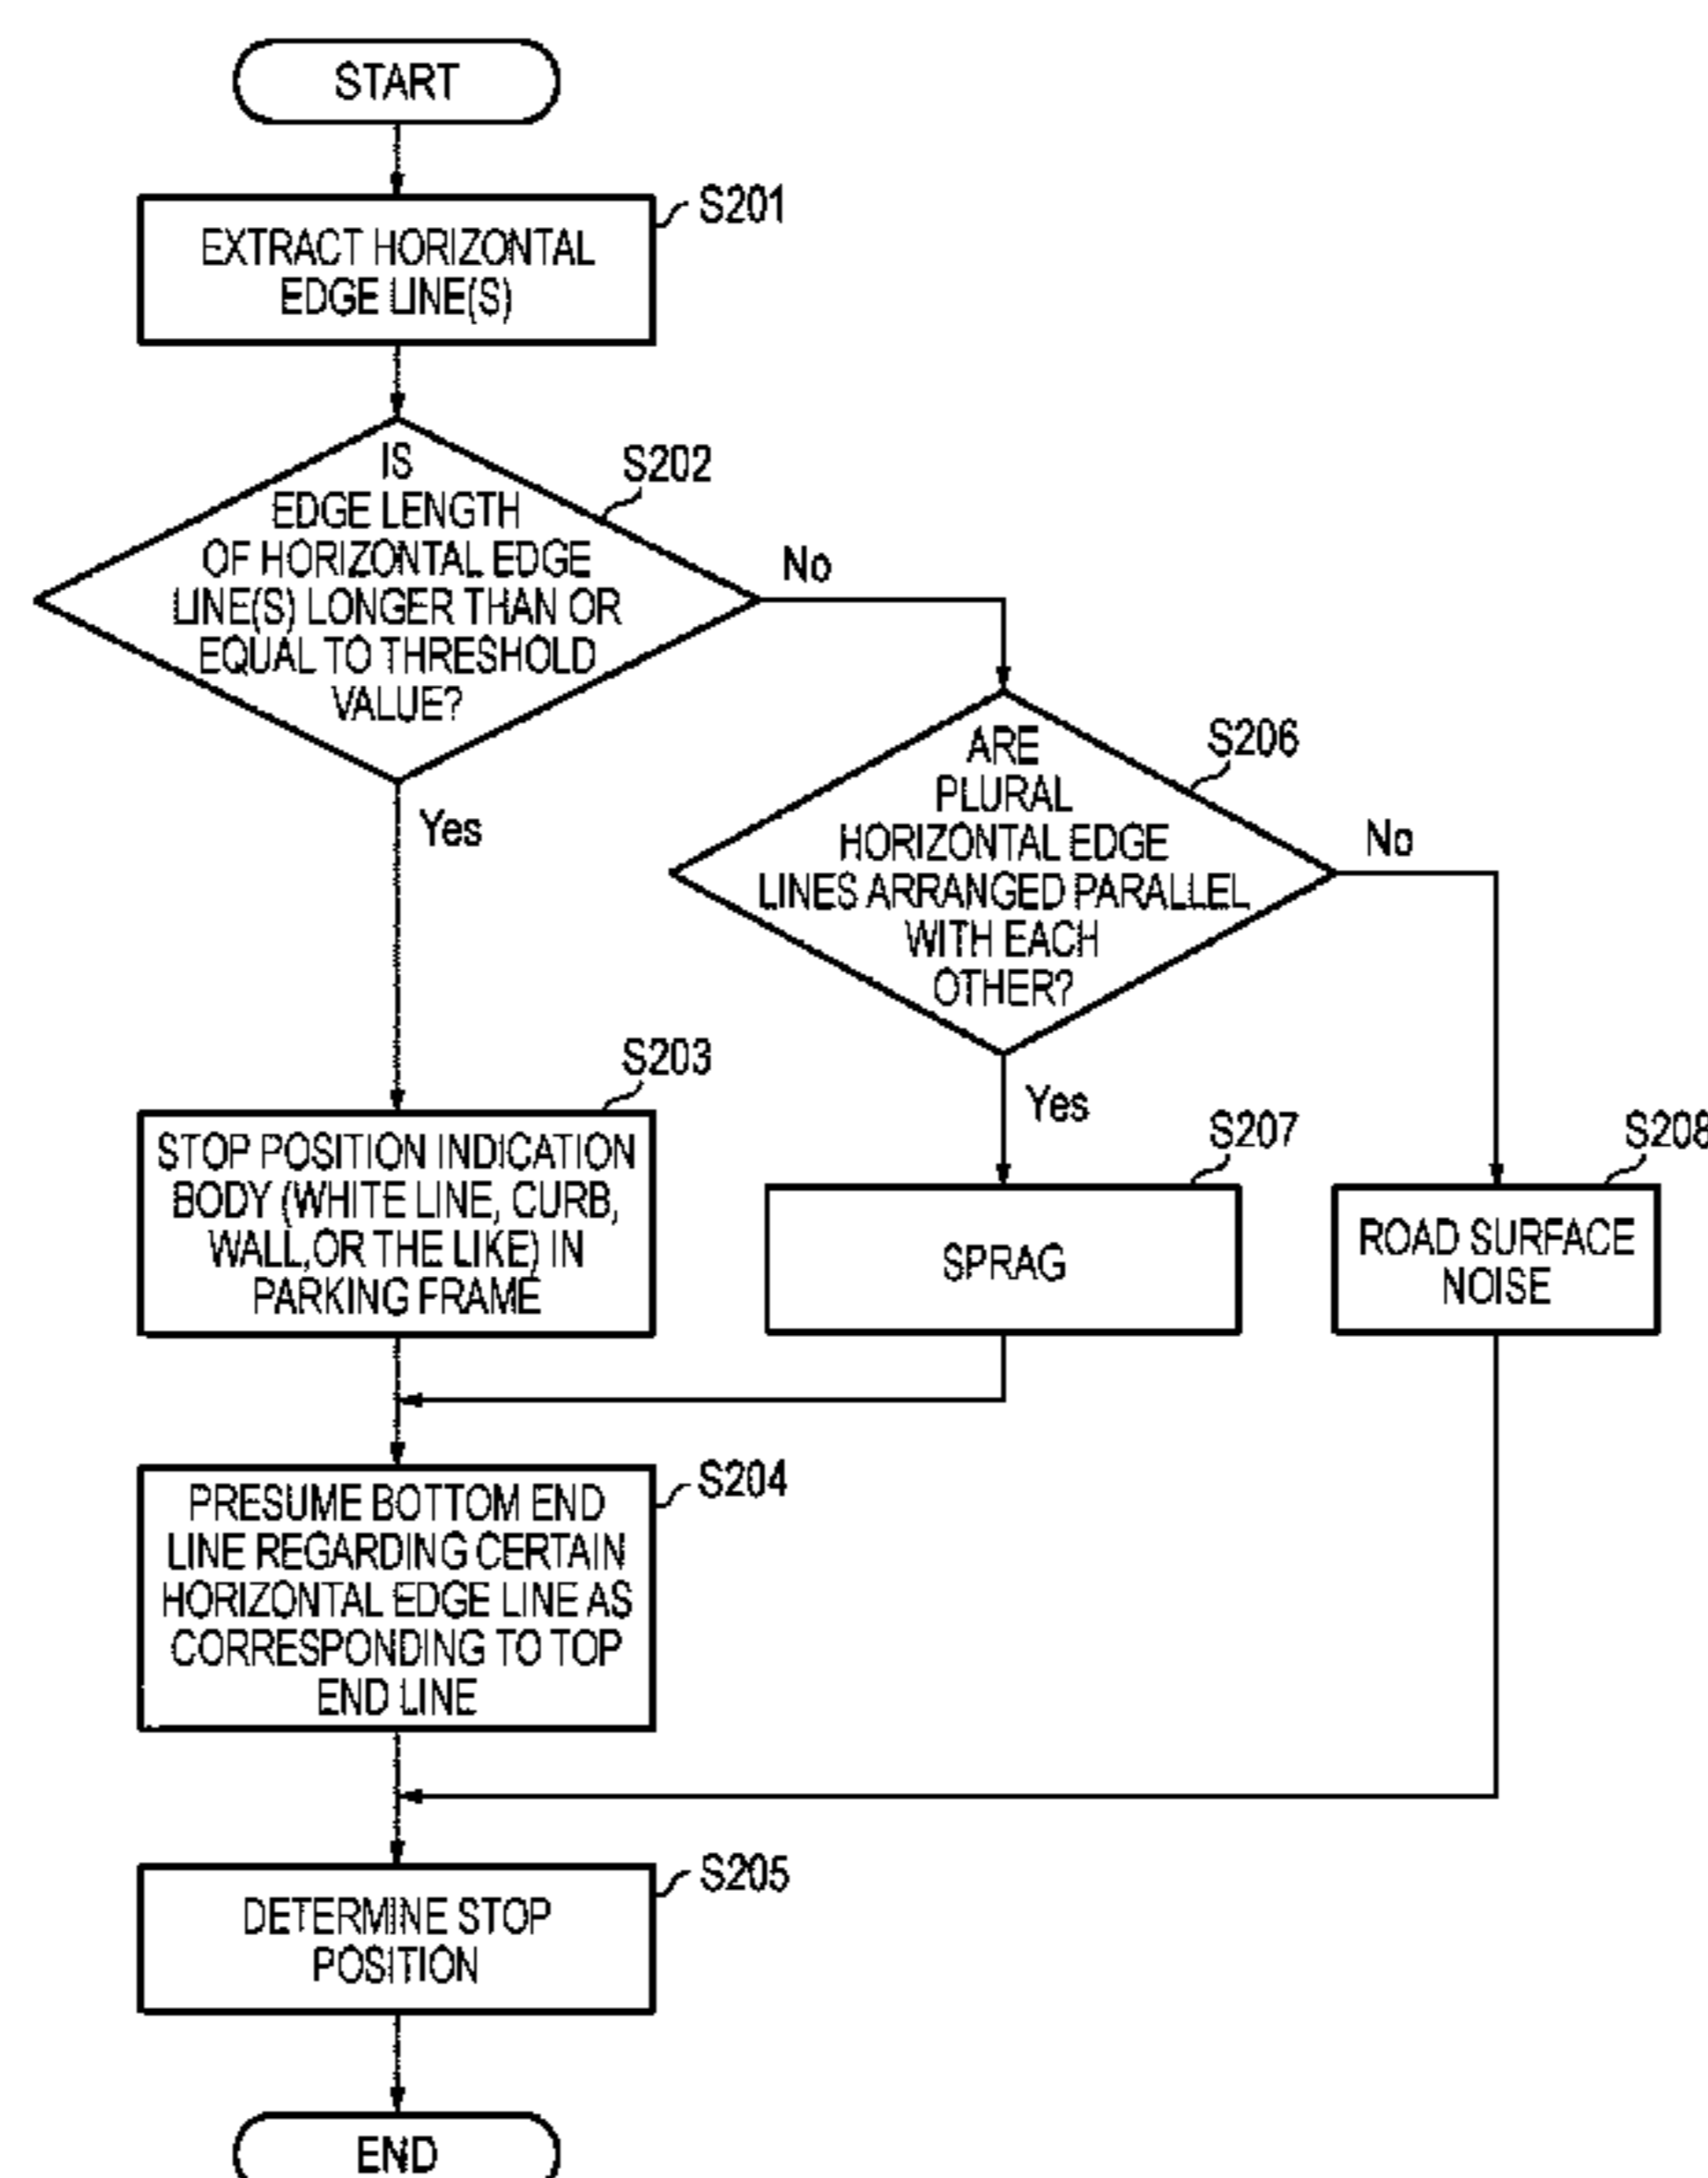 START
S201
EXTRACT HORIZONTAL
EDGE LINE(S)
S202
IS
EDGE LENGTH
OF HORIZONTAL EDGE
LINE(S) LONGER THAN OR
EQUAL TO THRESHOLD
VALUE?
No
Yes
S206
ARE
PLURAL
HORIZONTAL EDGE
LINES ARRANGED PARALLEL
WITH EACH
OTHER?
No
Yes
S203
STOP POSITION INDICATION
BODY (WHITE LINE, CURB,
WALL,OR THE LIKE) IN
PARKING FRAME
S207
SPRAG
S208
ROAD SURFACE
NOISE
S204
PRESUME BOTTOM END
LINE REGARDING CERTAIN
HORIZONTAL EDGE LINE AS
CORRESPONDING TO TOP
END LINE
S205
DETERMINE STOP
POSITION
END